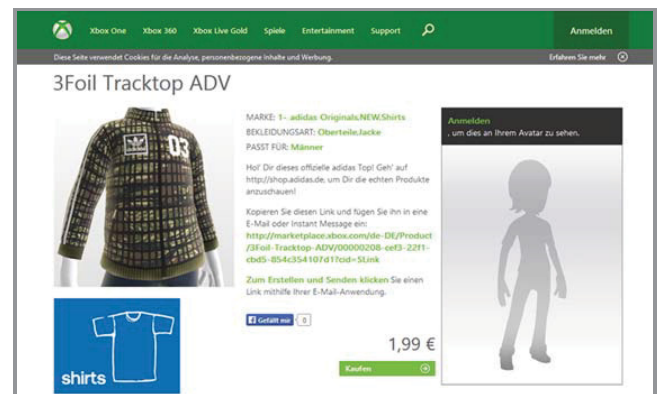 Xbox One Xbox 360 Xbox Live Gold Spiele Entertainment Support Anmelden
Diese Seite verwendet Cookies für die Analyse, personenbezogene Inhalte und Werbung. Erfahren Sie mehr
3Foil Tracktop ADV
03
MARKE: 1- adidas Originals,NEW,Shirts
BEKLEIDUNGSART: Oberteile,Jacke
PASST FÜR: Männer
Hol' Dir dieses offizielle adidas Top! Geh' auf
http://shop.adidas.de, um Dir die echten Produkte
anzuschauen!
Kopieren Sie diesen Link und fügen Sie ihn in eine
E-Mail oder Instant Message ein:
http://marketplace.xbox.com/de-DE/Product
/3Foil-Tracktop-ADV/00000208-cef3-22f1-
cbd5-854c354107d1?cid=SLink
Zum Erstellen und Senden klicken Sie einen
Link mithilfe Ihrer E-Mail-Anwendung.
Gefällt mir 0
1,99 €
Kaufen
Anmelden
, um dies an Ihrem Avatar zu sehen.
shirts